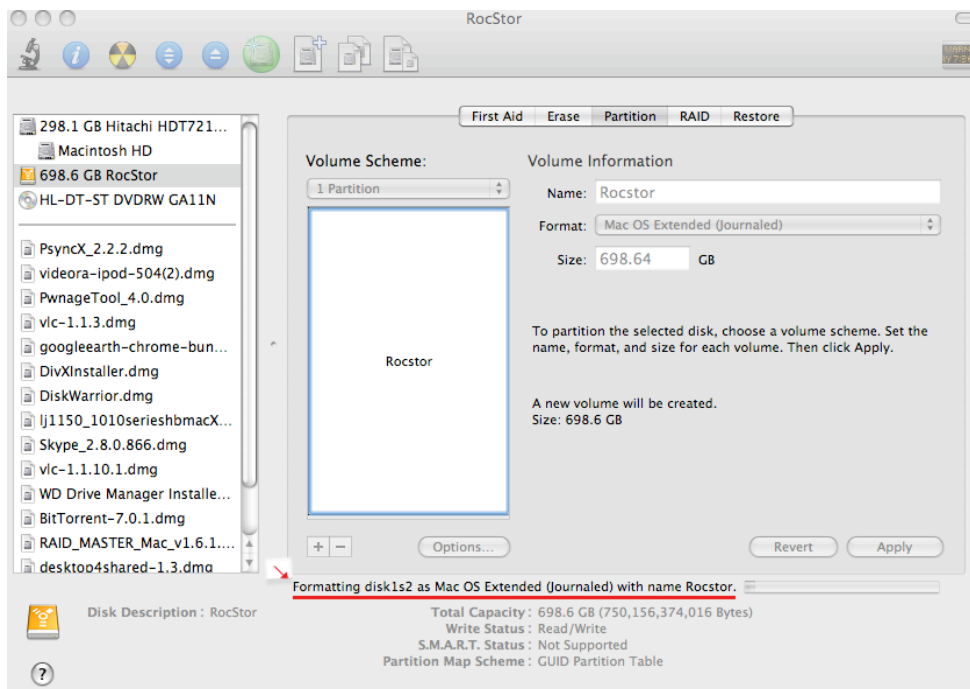 RocStor
298.1 GB Hitachi HDT721...
Macintosh HD
698.6 GB RocStor
HL-DT-ST DVDRW GA11N
PsyncX_2.2.2.dmg
videora-ipod-504(2).dmg
PwnageTool_4.0.dmg
vlc-1.1.3.dmg
googleearth-chrome-bun...
DivXInstaller.dmg
DiskWarrior.dmg
lj1150_1010serieshbmacX...
Skype_2.8.0.866.dmg
vlc-1.1.10.1.dmg
WD Drive Manager Installe...
BitTorrent-7.0.1.dmg
RAID_MASTER_Mac_v1.6.1....
desktop4shared-1.3.dmg
First Aid Erase Partition RAID Restore
Volume Scheme:
1 Partition
Rocstor
+ − Options...
Volume Information
Name: Rocstor
Format: Mac OS Extended (Journaled)
Size: 698.64 GB
To partition the selected disk, choose a volume scheme. Set the
name, format, and size for each volume. Then click Apply.
A new volume will be created.
Size: 698.6 GB
Revert Apply
Formatting disk1s2 as Mac OS Extended (Journaled) with name Rocstor.
Disk Description : RocStor
Total Capacity : 698.6 GB (750,156,374,016 Bytes)
Write Status : Read/Write
S.M.A.R.T. Status : Not Supported
Partition Map Scheme : GUID Partition Table
?